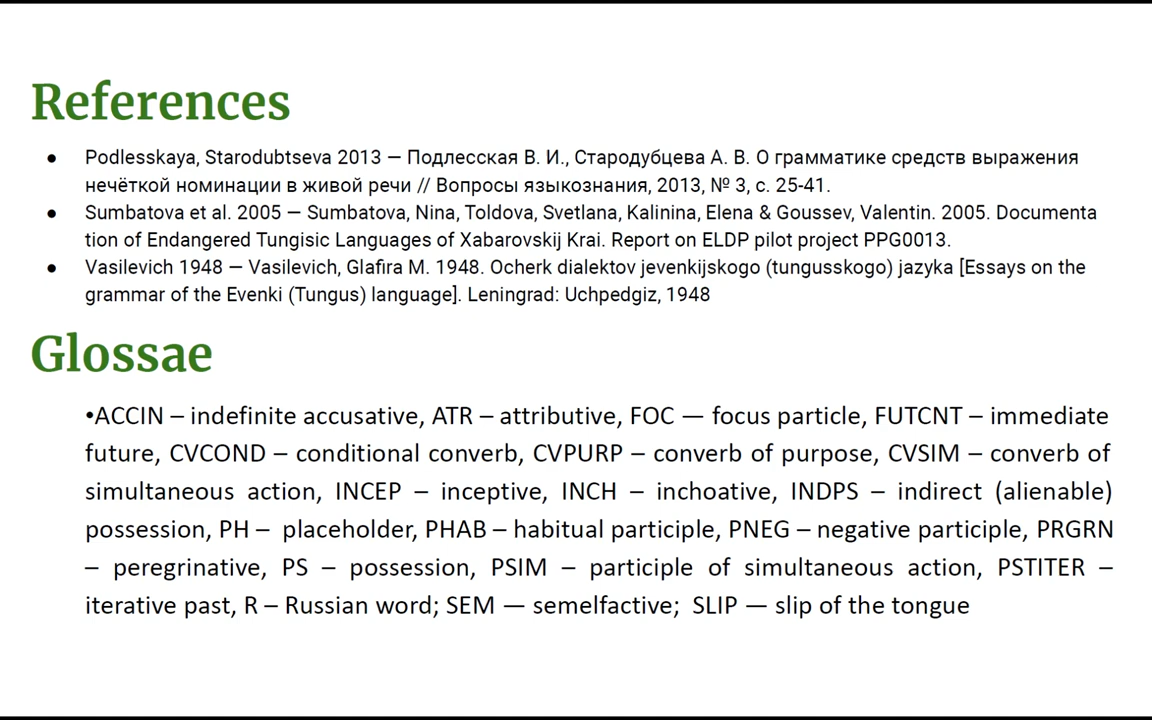 References
● Podlesskaya, Starodubtseva 2013 — Подлесская В. И., Стародубцева А. В. О грамматике средств выражения
нечёткой номинации в живой речи // Вопросы языкознания, 2013, № 3, с. 25-41.
● Sumbatova et al. 2005 — Sumbatova, Nina, Toldova, Svetlana, Kalinina, Elena & Goussev, Valentin. 2005. Documenta
tion of Endangered Tungisic Languages of Xabarovskij Krai. Report on ELDP pilot project PPG0013.
● Vasilevich 1948 — Vasilevich, Glafira M. 1948. Ocherk dialektov jevenkijskogo (tungusskogo) jazyka [Essays on the
grammar of the Evenki (Tungus) language]. Leningrad: Uchpedgiz, 1948
Glossae
•ACCIN – indefinite accusative, ATR – attributive, FOC — focus particle, FUTCNT – immediate
future, CVCOND – conditional converb, CVPURP – converb of purpose, CVSIM – converb of
simultaneous action, INCEP – inceptive, INCH – inchoative, INDPS – indirect (alienable)
possession, PH – placeholder, PHAB – habitual participle, PNEG – negative participle, PRGRN
– peregrinative, PS – possession, PSIM – participle of simultaneous action, PSTITER –
iterative past, R – Russian word; SEM — semelfactive; SLIP — slip of the tongue